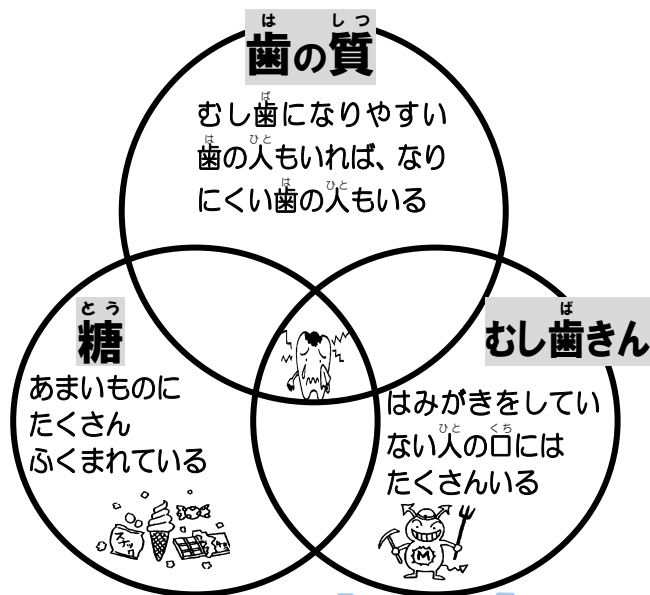 歯の質
むし歯になりやすい
歯の人もいれば、なり
にくい歯の人もいる
糖
あまいものに
たくさん
ふくまれている
むし歯きん
はみがきをしてい
ない人の口には
たくさんいる
M